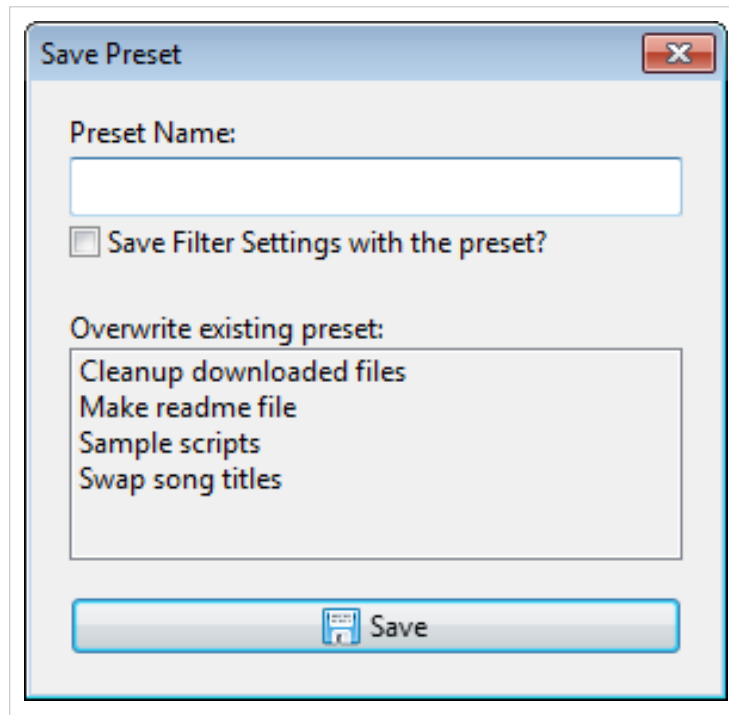 Save Preset
Preset Name:
Save Filter Settings with the preset?
Overwrite existing preset:
Cleanup downloaded files
Make readme file
Sample scripts
Swap song titles
Save